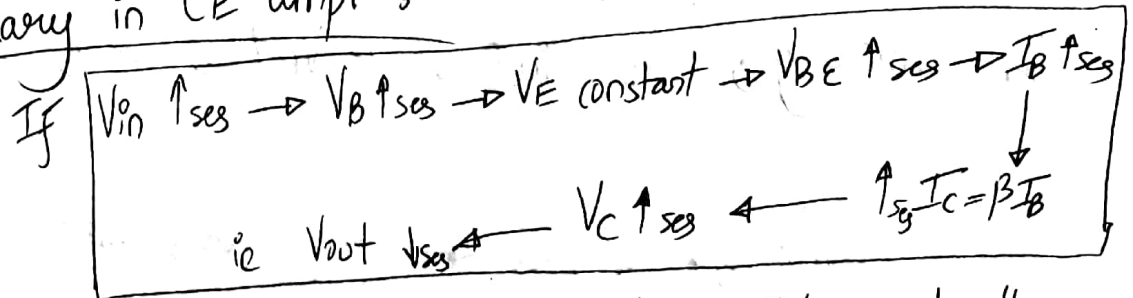 ary in CE amp
If Vin ↑ses → VB ↑ses → VE constant → VBE ↑ses → IB ↑ses
ie Vout ↓ses ← VC ↑ses ← ↑ses IC = βIB